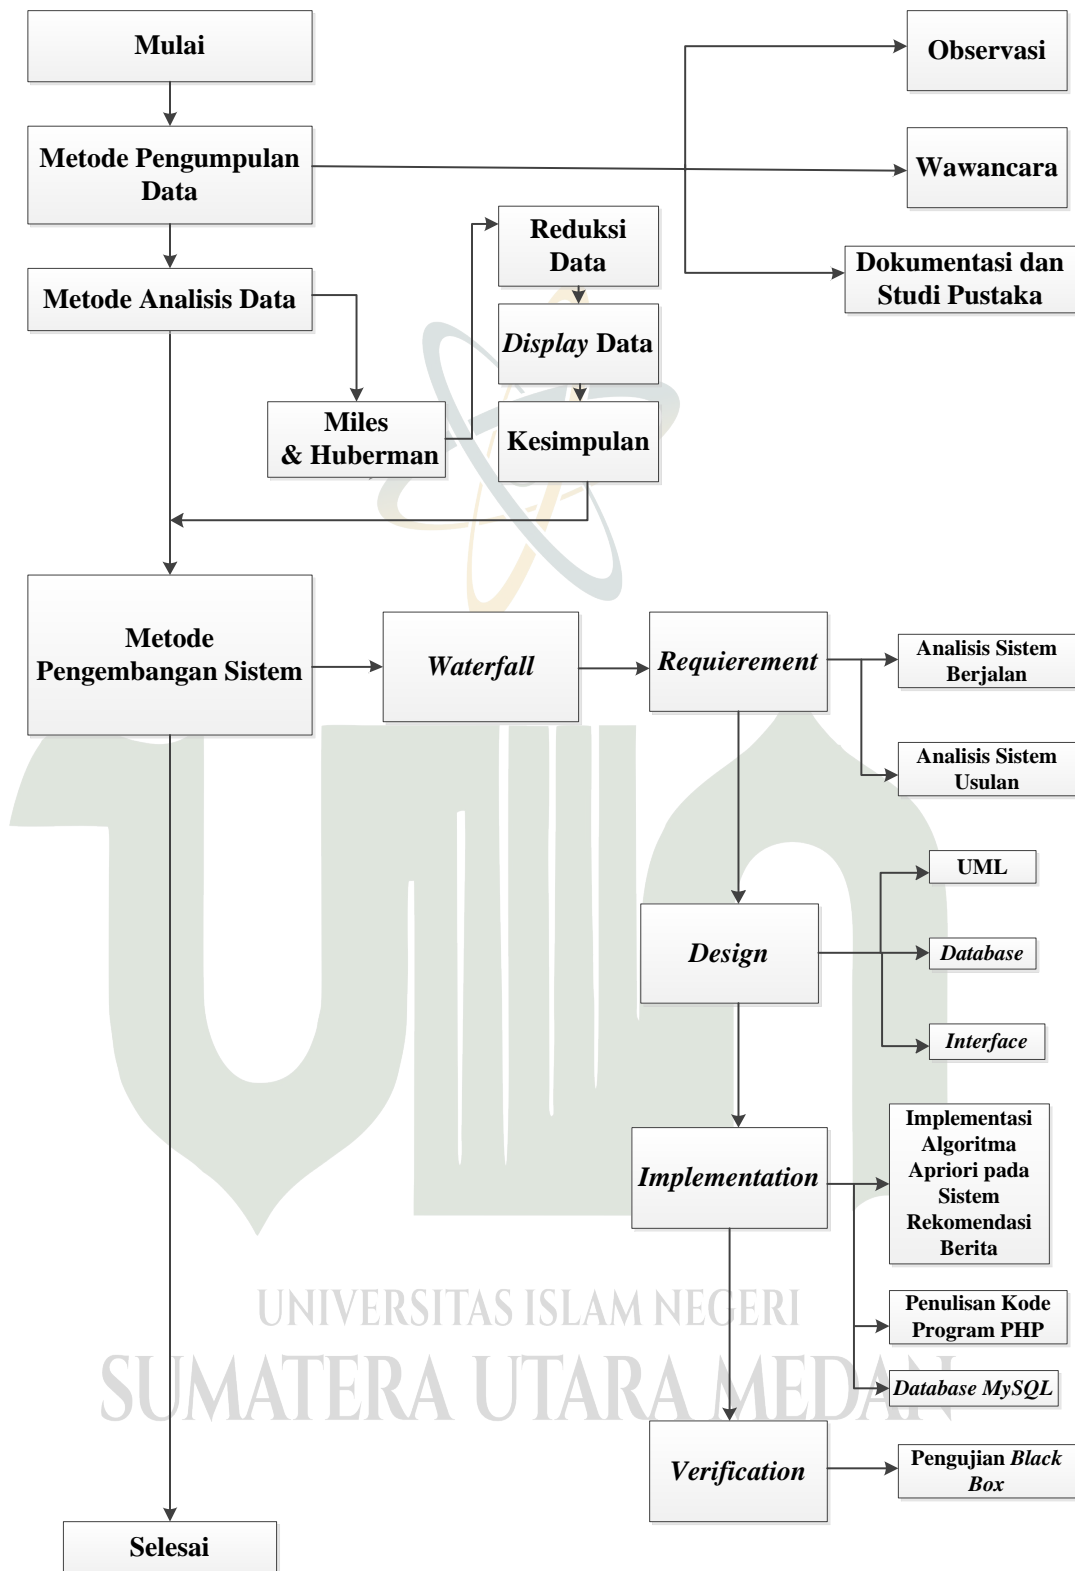 Mulai
Observasi
Metode Pengumpulan
Data
Wawancara
Reduksi
Data
Dokumentasi dan
Studi Pustaka
Metode Analisis Data
Display Data
Miles
& Huberman
Kesimpulan
Metode
Pengembangan Sistem
Waterfall
Requierement
Analisis Sistem
Berjalan
Analisis Sistem
Usulan
UML
Design
Database
Interface
Implementation
Implementasi
Algoritma
Apriori pada
Sistem
Rekomendasi
Berita
UNIVERSITAS ISLAM NEGERI
Penulisan Kode
Program PHP
SUMATERA UTARA MEDAN
Database MySQL
Verification
Pengujian Black
Box
Selesai